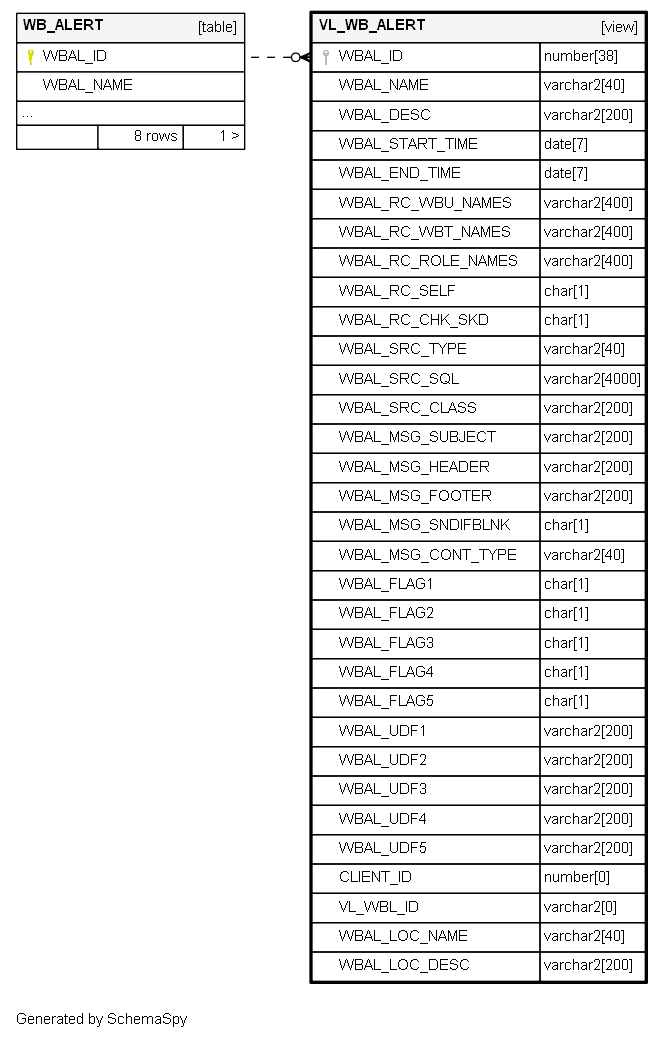 WB_ALERT [table]
WBAL_ID
WBAL_NAME
...
8 rows 1 >
VL_WB_ALERT [view]
WBAL_ID number[38]
WBAL_NAME varchar2[40]
WBAL_DESC varchar2[200]
WBAL_START_TIME date[7]
WBAL_END_TIME date[7]
WBAL_RC_WBU_NAMES varchar2[400]
WBAL_RC_WBT_NAMES varchar2[400]
WBAL_RC_ROLE_NAMES varchar2[400]
WBAL_RC_SELF char[1]
WBAL_RC_CHK_SKD char[1]
WBAL_SRC_TYPE varchar2[40]
WBAL_SRC_SQL varchar2[4000]
WBAL_SRC_CLASS varchar2[200]
WBAL_MSG_SUBJECT varchar2[200]
WBAL_MSG_HEADER varchar2[200]
WBAL_MSG_FOOTER varchar2[200]
WBAL_MSG_SNDIFBLNK char[1]
WBAL_MSG_CONT_TYPE varchar2[40]
WBAL_FLAG1 char[1]
WBAL_FLAG2 char[1]
WBAL_FLAG3 char[1]
WBAL_FLAG4 char[1]
WBAL_FLAG5 char[1]
WBAL_UDF1 varchar2[200]
WBAL_UDF2 varchar2[200]
WBAL_UDF3 varchar2[200]
WBAL_UDF4 varchar2[200]
WBAL_UDF5 varchar2[200]
CLIENT_ID number[0]
VL_WBL_ID varchar2[0]
WBAL_LOC_NAME varchar2[40]
WBAL_LOC_DESC varchar2[200]
Generated by SchemaSpy